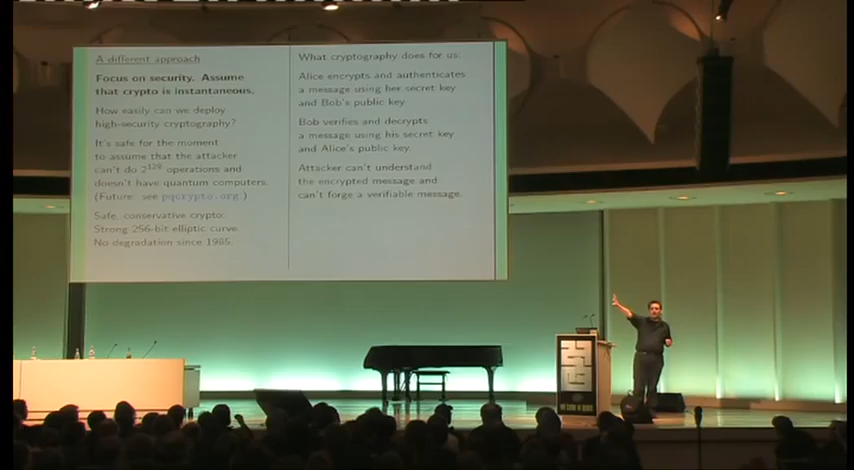 A different approach
Focus on security. Assume
that crypto is instantaneous.
How easily can we deploy
high-security cryptography?
It's safe for the moment
to assume that the attacker
can't do 2^128 operations and
doesn't have quantum computers.
(Future: see pqcrypto.org.)
Safe, conservative crypto:
Strong 256-bit elliptic curve.
No degradation since 1985.
What cryptography does for us:
Alice encrypts and authenticates
a message using her secret key
and Bob's public key.
Bob verifies and decrypts
a message using his secret key
and Alice's public key.
Attacker can't understand
the encrypted message and
can't forge a verifiable message.